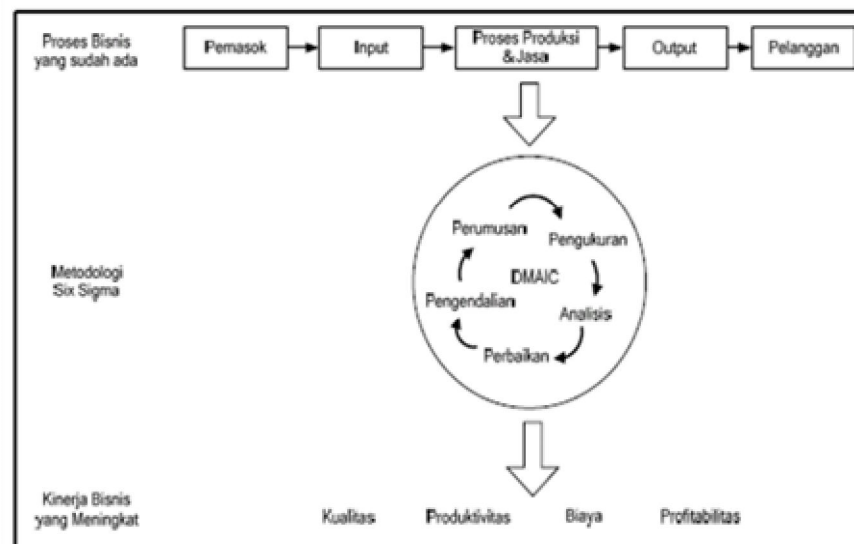 Proses Bisnis
yang sudah ada
Pemasok
Input
Proses Produksi
&Jasa
Output
Pelanggan
Metodologi
Six Sigma
Perumusan
Pengukuran
DMAIC
Pengendalian
Analisis
Perbaikan
Kinerja Bisnis
yang Meningkat
Kualitas
Produktivitas
Biaya
Profitabilitas